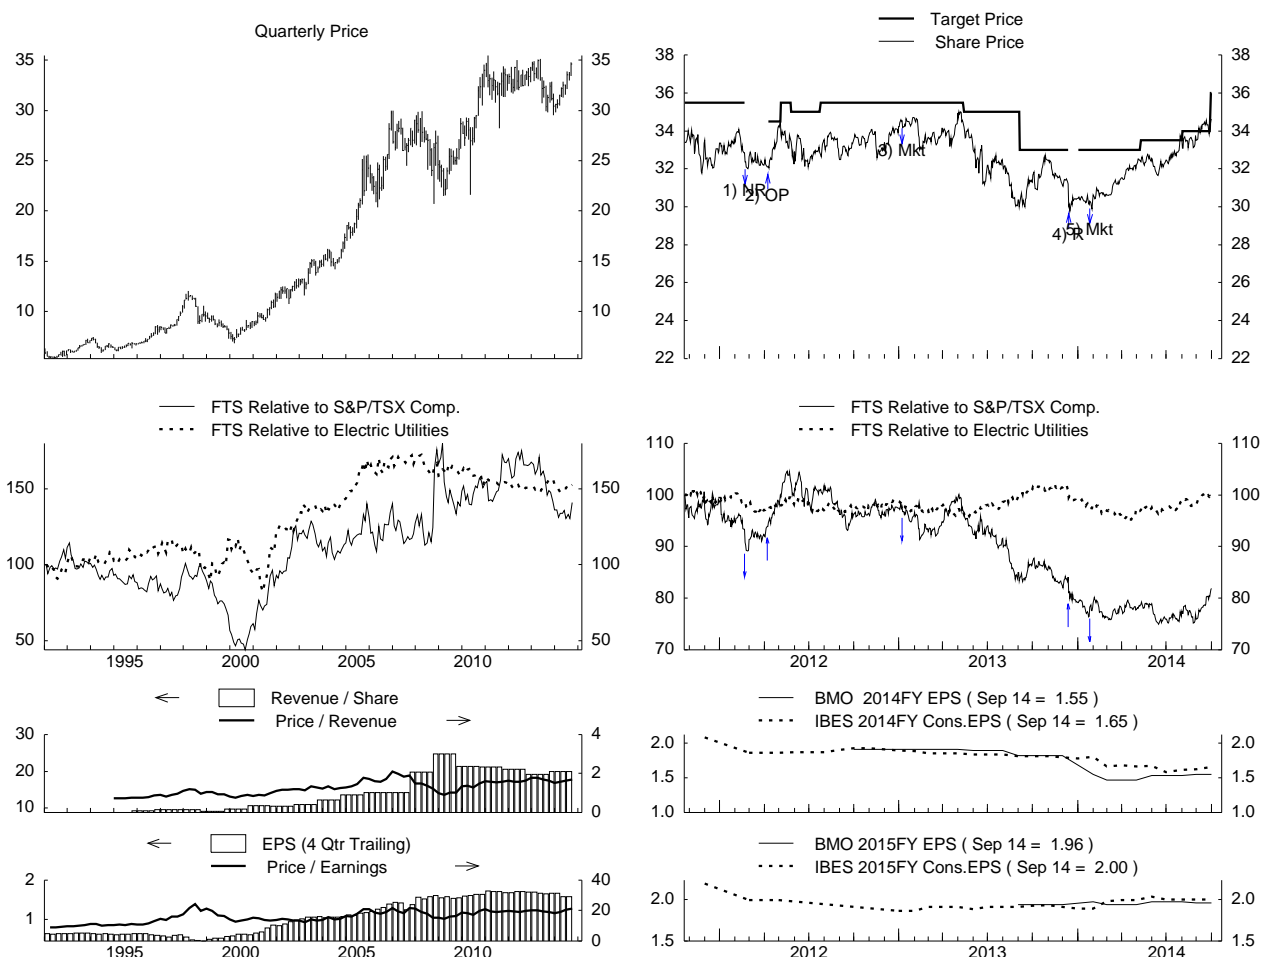 Quarterly Price
35 35
30 30
25 25
20 20
15 15
10 10
Target Price
Share Price
38 38
36 36
34 34
32 32
30 30
28 28
26 26
24 24
22 22
1) NR
2) OP
3) Mkt
4) R
5) Mkt
FTS Relative to S&P/TSX Comp.
FTS Relative to Electric Utilities
150 150
100 100
50 50
1995 2000 2005 2010
FTS Relative to S&P/TSX Comp.
FTS Relative to Electric Utilities
110 110
100 100
90 90
80 80
70 70
2012 2013 2014
Revenue / Share
Price / Revenue
30 4
20 2
10 0
BMO 2014FY EPS ( Sep 14 = 1.55 )
IBES 2014FY Cons.EPS ( Sep 14 = 1.65 )
2.0 2.0
1.5 1.5
1.0 1.0
EPS (4 Qtr Trailing)
Price / Earnings
2 40
1 20
0
1995 2000 2005 2010
BMO 2015FY EPS ( Sep 14 = 1.96 )
IBES 2015FY Cons.EPS ( Sep 14 = 2.00 )
2.5 2.5
2.0 2.0
1.5 1.5
2012 2013 2014